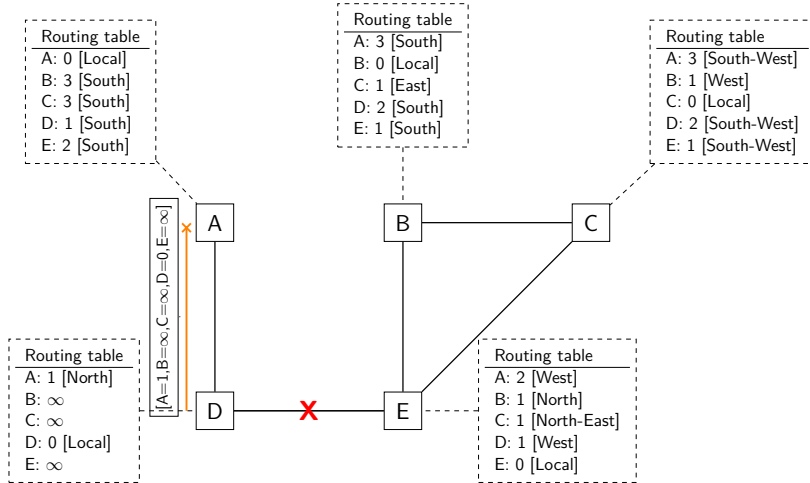 Routing table
A: 0 [Local]
B: 3 [South]
C: 3 [South]
D: 1 [South]
E: 2 [South]
Routing table
A: 3 [South]
B: 0 [Local]
C: 1 [East]
D: 2 [South]
E: 1 [South]
Routing table
A: 3 [South-West]
B: 1 [West]
C: 0 [Local]
D: 2 [South-West]
E: 1 [South-West]
A
B
C
[A=1,B=∞,C=∞,D=0,E=∞]
Routing table
A: 1 [North]
B: ∞
C: ∞
D: 0 [Local]
E: ∞
D
E
Routing table
A: 2 [West]
B: 1 [North]
C: 1 [North-East]
D: 1 [West]
E: 0 [Local]